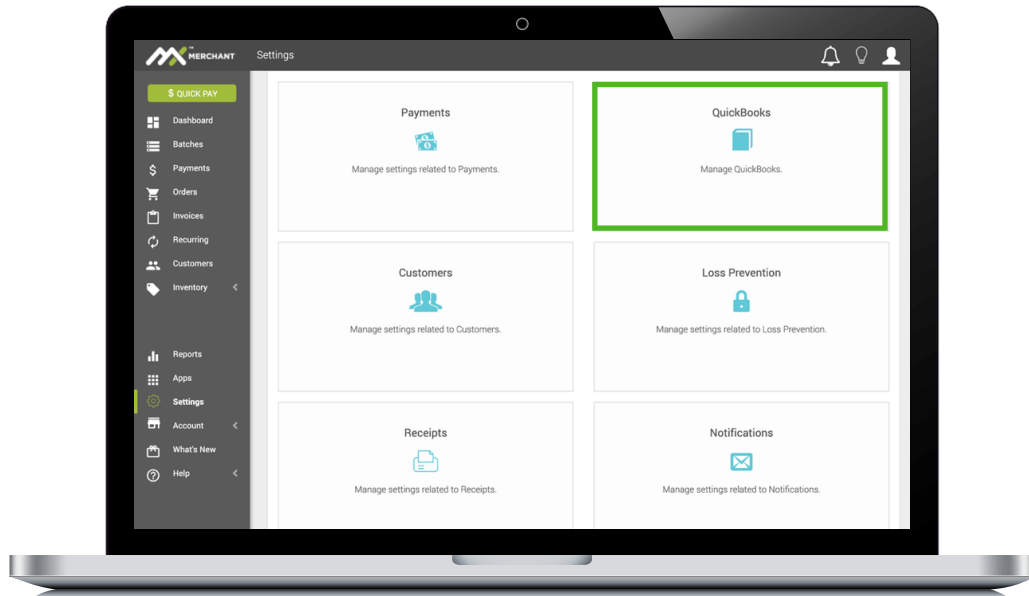 MERCHANT
™
Settings
$ QUICK PAY
Dashboard
Batches
Payments
Orders
Invoices
Recurring
Customers
Inventory
Reports
Apps
Settings
Account
What's New
Help
Payments
Manage settings related to Payments.
QuickBooks
Manage QuickBooks.
Customers
Manage settings related to Customers.
Loss Prevention
Manage settings related to Loss Prevention.
Receipts
Manage settings related to Receipts.
Notifications
Manage settings related to Notifications.